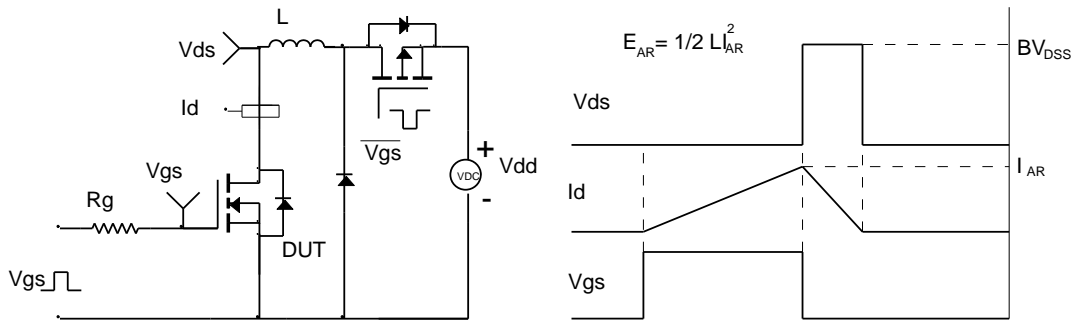 L
Vds
Id
Vgs
Vgs
+
VDC
Vdd
-
Rg
DUT
Vgs
E_AR = 1/2 LI_AR^2
BV_DSS
Vds
I_AR
Id
Vgs